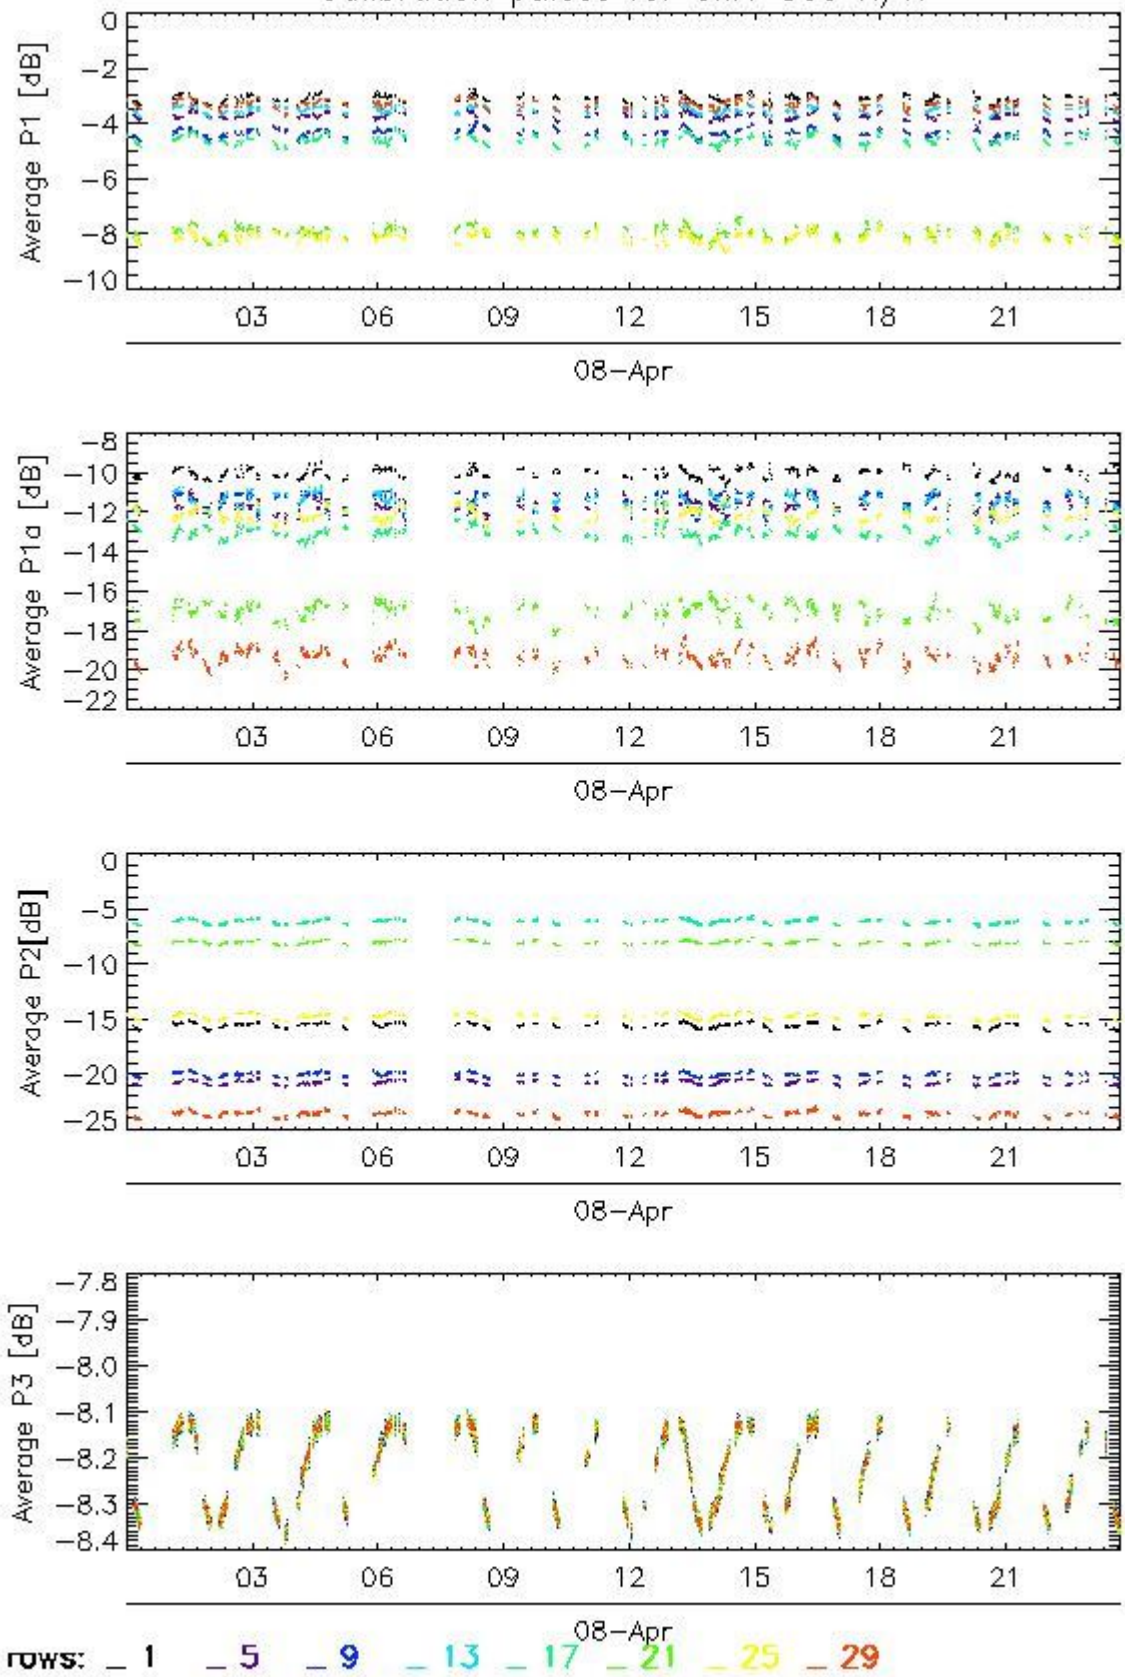 Average P1 [dB]
0
−2
−4
−6
−8
−10
03 06 09 12 15 18 21
08−Apr
Average P1a [dB]
−8
−10
−12
−14
−16
−18
−20
−22
03 06 09 12 15 18 21
08−Apr
Average P2[dB]
0
−5
−10
−15
−20
−25
03 06 09 12 15 18 21
08−Apr
Average P3 [dB]
−7.8
−7.9
−8.0
−8.1
−8.2
−8.3
−8.4
03 06 09 12 15 18 21
08−Apr
rows: _ 1 _ 5 _ 9 _ 13 _ 17 _ 21 _ 25 _ 29